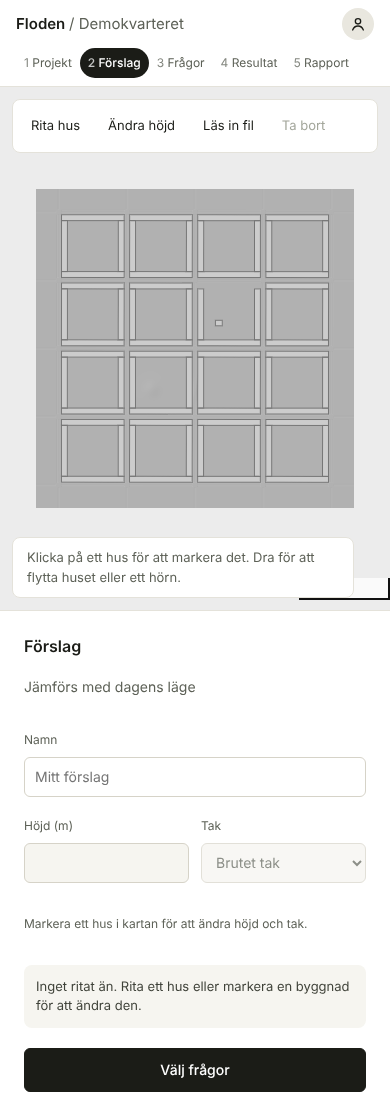 Floden / Demokvarteret
1 Projekt 2 Förslag 3 Frågor 4 Resultat 5 Rapport
Rita hus Ändra höjd Läs in fil Ta bort
Klicka på ett hus för att markera det. Dra för att
flytta huset eller ett hörn.
Förslag
Jämförs med dagens läge
Namn
Mitt förslag
Höjd (m) Tak
Brutet tak
Markera ett hus i kartan för att ändra höjd och tak.
Inget ritat än. Rita ett hus eller markera en byggnad
för att ändra den.
Välj frågor